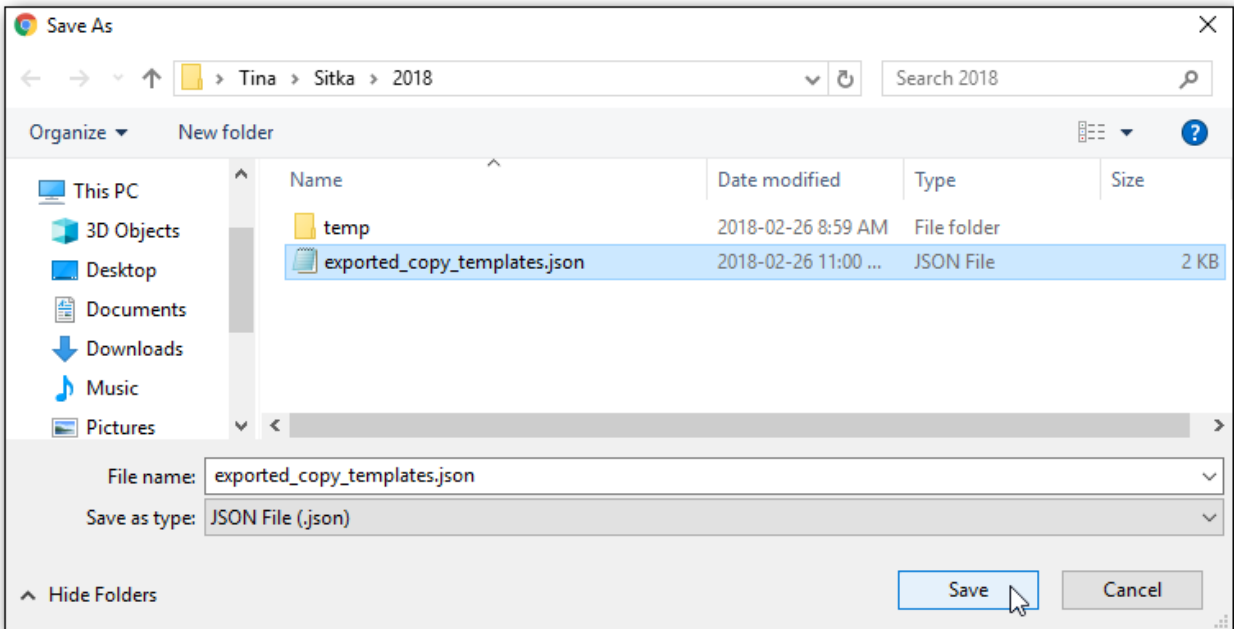 Save As
Tina > Sitka > 2018
Search 2018
Organize
New folder
Name
Date modified
Type
Size
This PC
3D Objects
Desktop
Documents
Downloads
Music
Pictures
temp
2018-02-26 8:59 AM
File folder
exported_copy_templates.json
2018-02-26 11:00 ...
JSON File
2 KB
File name: exported_copy_templates.json
Save as type: JSON File (.json)
Hide Folders
Save
Cancel